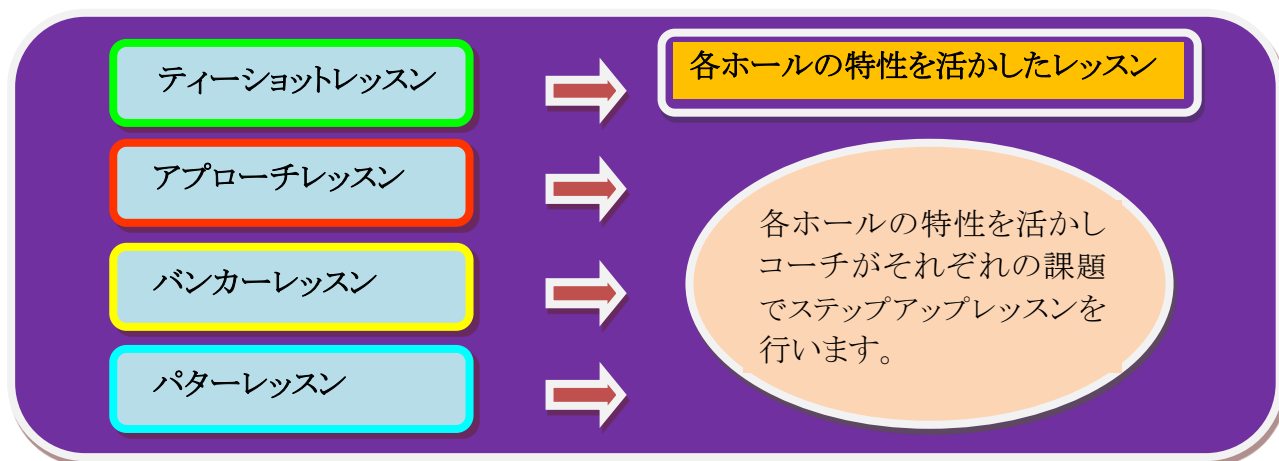 ティーショットレッスン
アプローチレッスン
バンカーレッスン
パターレッスン
各ホールの特性を活かしたレッスン
各ホールの特性を活かし
コーチがそれぞれの課題
でステップアップレッスンを
行います。